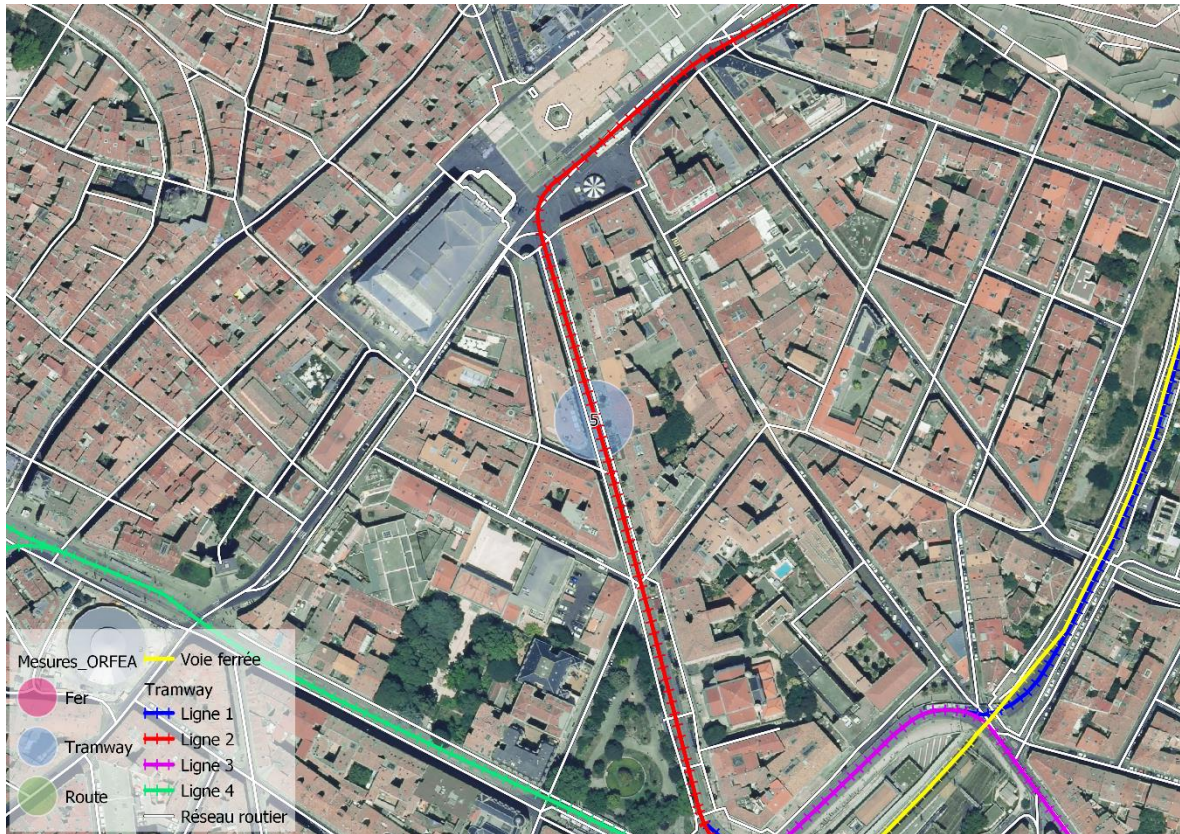 5
Mesures_ORFEA
Fer
Tramway
Route
Voie ferrée
Tramway
Ligne 1
Ligne 2
Ligne 3
Ligne 4
Réseau routier